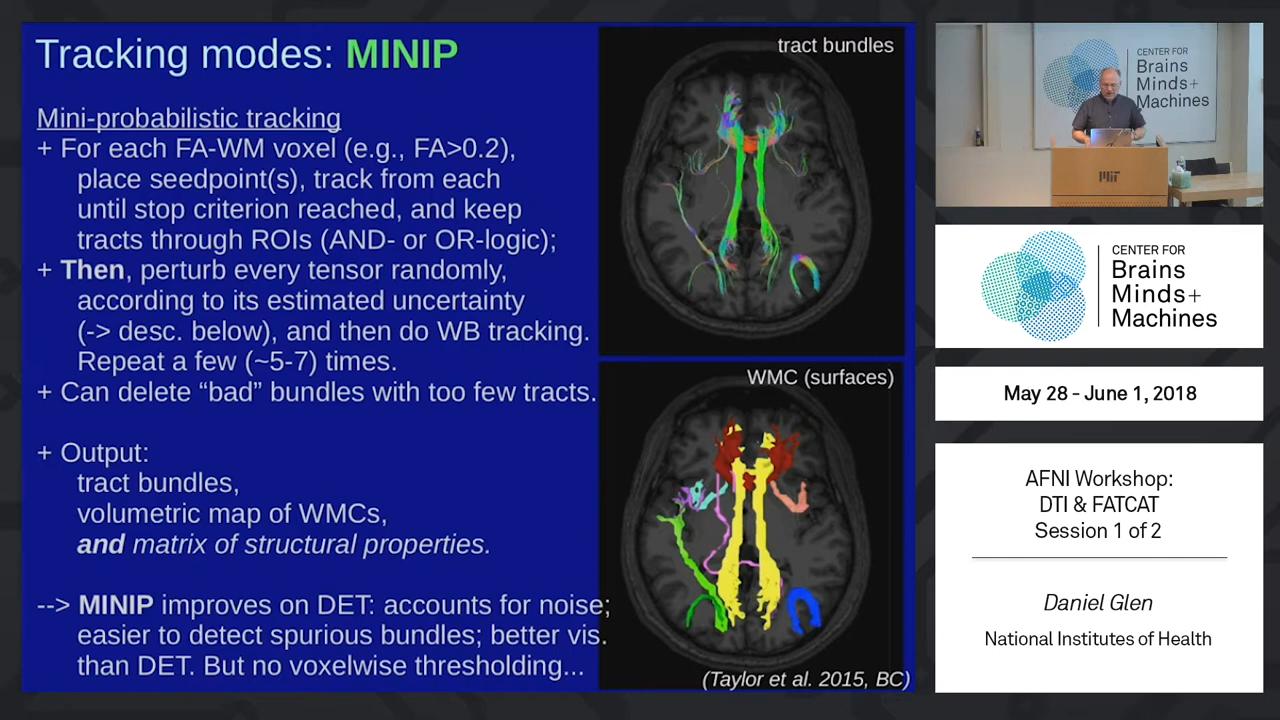 Tracking modes: MINIP
Mini-probabilistic tracking
+ For each FA-WM voxel (e.g., FA>0.2),
place seedpoint(s), track from each
until stop criterion reached, and keep
tracts through ROIs (AND- or OR-logic);
+ Then, perturb every tensor randomly,
according to its estimated uncertainty
(-> desc. below), and then do WB tracking.
Repeat a few (~5-7) times.
+ Can delete “bad” bundles with too few tracts.
+ Output:
tract bundles,
volumetric map of WMCs,
and matrix of structural properties.
--> MINIP improves on DET: accounts for noise;
easier to detect spurious bundles; better vis.
than DET. But no voxelwise thresholding...
tract bundles
WMC (surfaces)
(Taylor et al. 2015, BC)
CENTER FOR
Brains
Minds+
Machines
MIT
CENTER FOR
Brains
Minds+
Machines
May 28 - June 1, 2018
AFNI Workshop:
DTI & FATCAT
Session 1 of 2
Daniel Glen
National Institutes of Health